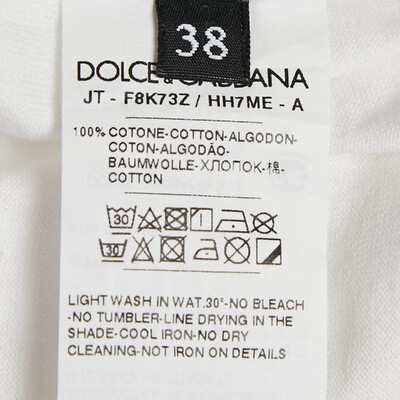 38
DOLCE & GABBANA
JT - F8K73Z / HH7ME - A
100% COTONE-COTTON-ALGODON-
COTON-ALGODÃO-
BAUMWOLLE-ХЛОПОК-棉-
COTTON
30
30
LIGHT WASH IN WAT.30°-NO BLEACH
-NO TUMBLER-LINE DRYING IN THE
SHADE-COOL IRON-NO DRY
CLEANING-NOT IRON ON DETAILS